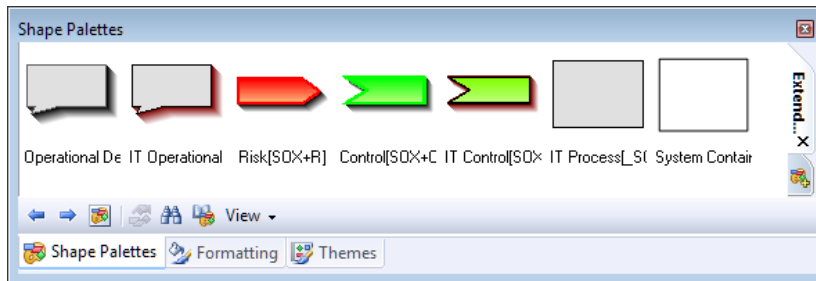 Shape Palettes
Operational De IT Operational Risk[SOX+R] Control[SOX+C IT Control[SOX IT Process[_S( System Contair
Extend...
View
Shape Palettes Formatting Themes